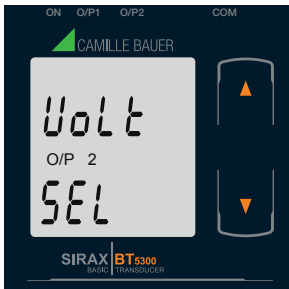 ON O/P1 O/P2 COM
CAMILLE BAUER
VoLt
O/P 2
SEL
SIRAX BT5300
BASIC TRANSDUCER